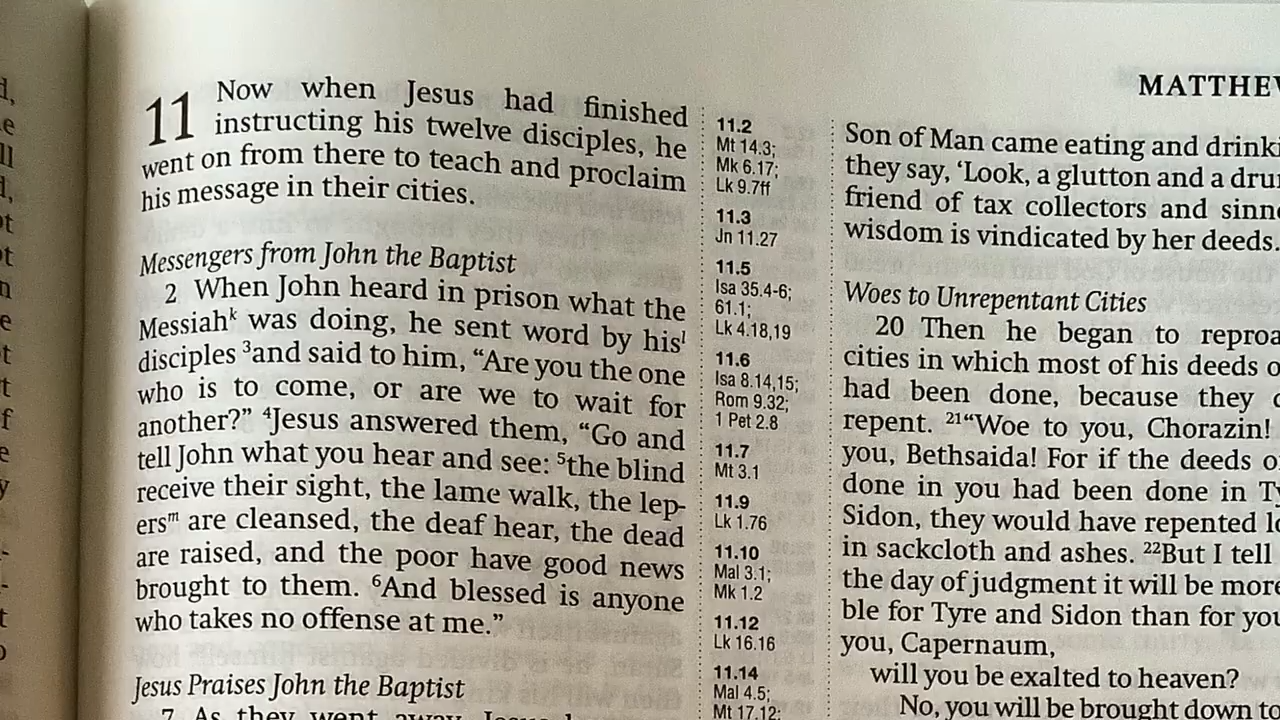 MATTHEW
11 Now when Jesus had finished
instructing his twelve disciples, he
went on from there to teach and proclaim
his message in their cities.
Messengers from John the Baptist
2 When John heard in prison what the
Messiahᵏ was doing, he sent word by hisˡ
disciples ³and said to him, “Are you the one
who is to come, or are we to wait for
another?” ⁴Jesus answered them, “Go and
tell John what you hear and see: ⁵the blind
receive their sight, the lame walk, the lep-
ersᵐ are cleansed, the deaf hear, the dead
are raised, and the poor have good news
brought to them. ⁶And blessed is anyone
who takes no offense at me.”
Jesus Praises John the Baptist
7 As they went away, Jesus
11.2
Mt 14.3;
Mk 6.17;
Lk 9.7ff
11.3
Jn 11.27
11.5
Isa 35.4-6;
61.1;
Lk 4.18,19
11.6
Isa 8.14,15;
Rom 9.32;
1 Pet 2.8
11.7
Mt 3.1
11.9
Lk 1.76
11.10
Mal 3.1;
Mk 1.2
11.12
Lk 16.16
11.14
Mal 4.5;
Mt 17.12;
Son of Man came eating and
they say, ‘Look, a glutton and a
friend of tax collectors and
wisdom is vindicated by her deeds.
Woes to Unrepentant Cities
20 Then he began to
cities in which most of his deeds
had been done, because they
repent. ²¹“Woe to you, Chorazin!
you, Bethsaida! For if the deeds
done in you had been done in
Sidon, they would have repented
in sackcloth and ashes. ²²But I tell
the day of judgment it will be more
ble for Tyre and Sidon than for
you, Capernaum,
will you be exalted to heaven?
No, you will be brought down to